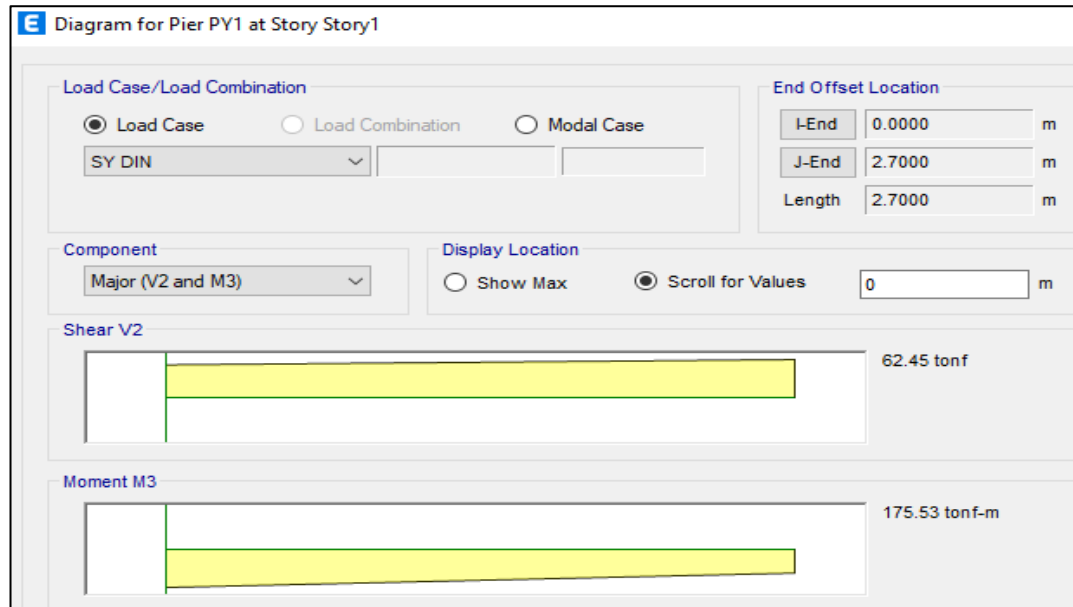 E Diagram for Pier PY1 at Story Story1
Load Case/Load Combination
Load Case Load Combination Modal Case
SY DIN
End Offset Location
I-End 0.0000 m
J-End 2.7000 m
Length 2.7000 m
Component
Major (V2 and M3)
Display Location
Show Max Scroll for Values 0 m
Shear V2
62.45 tonf
Moment M3
175.53 tonf-m